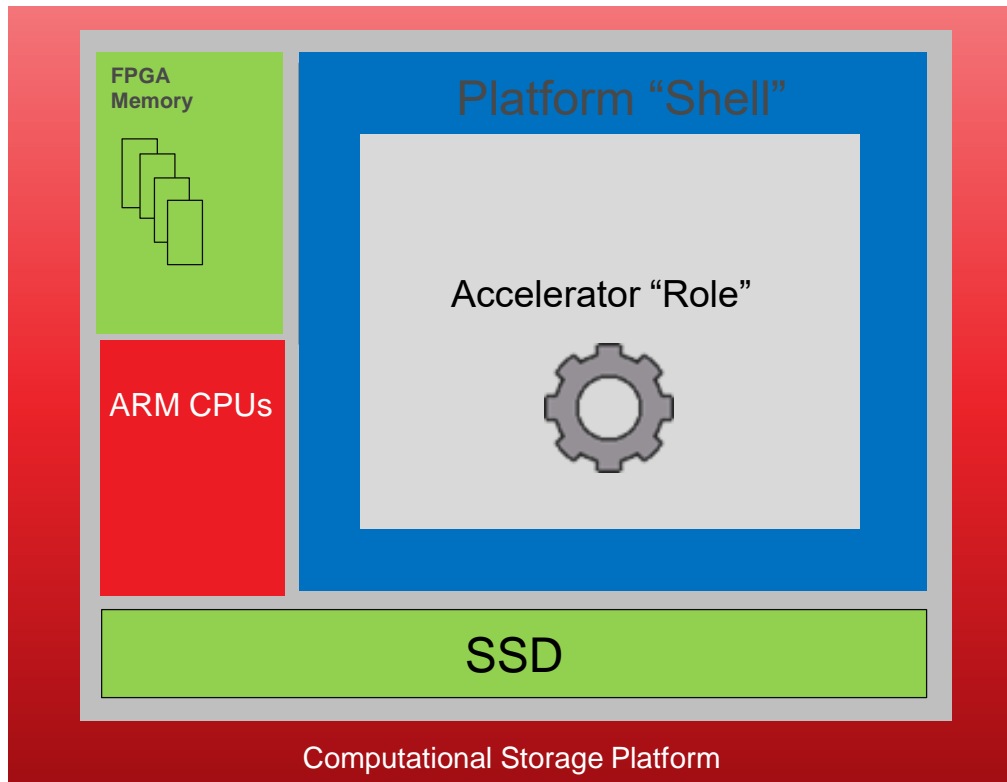 FPGA
Memory
Platform “Shell”
Accelerator “Role”
ARM CPUs
SSD
Computational Storage Platform